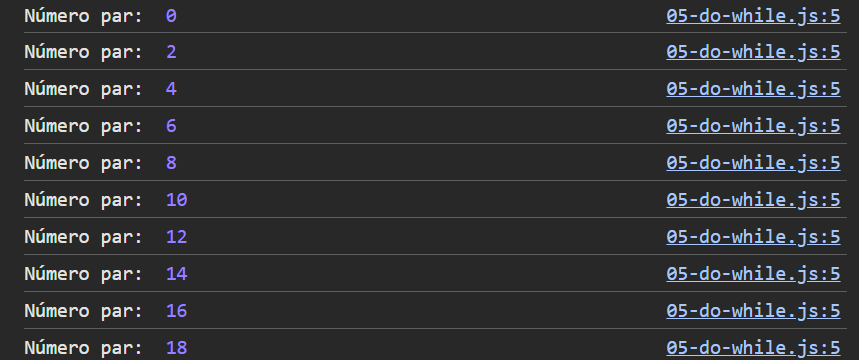 Número par:  0 05-do-while.js:5
Número par:  2 05-do-while.js:5
Número par:  4 05-do-while.js:5
Número par:  6 05-do-while.js:5
Número par:  8 05-do-while.js:5
Número par:  10 05-do-while.js:5
Número par:  12 05-do-while.js:5
Número par:  14 05-do-while.js:5
Número par:  16 05-do-while.js:5
Número par:  18 05-do-while.js:5